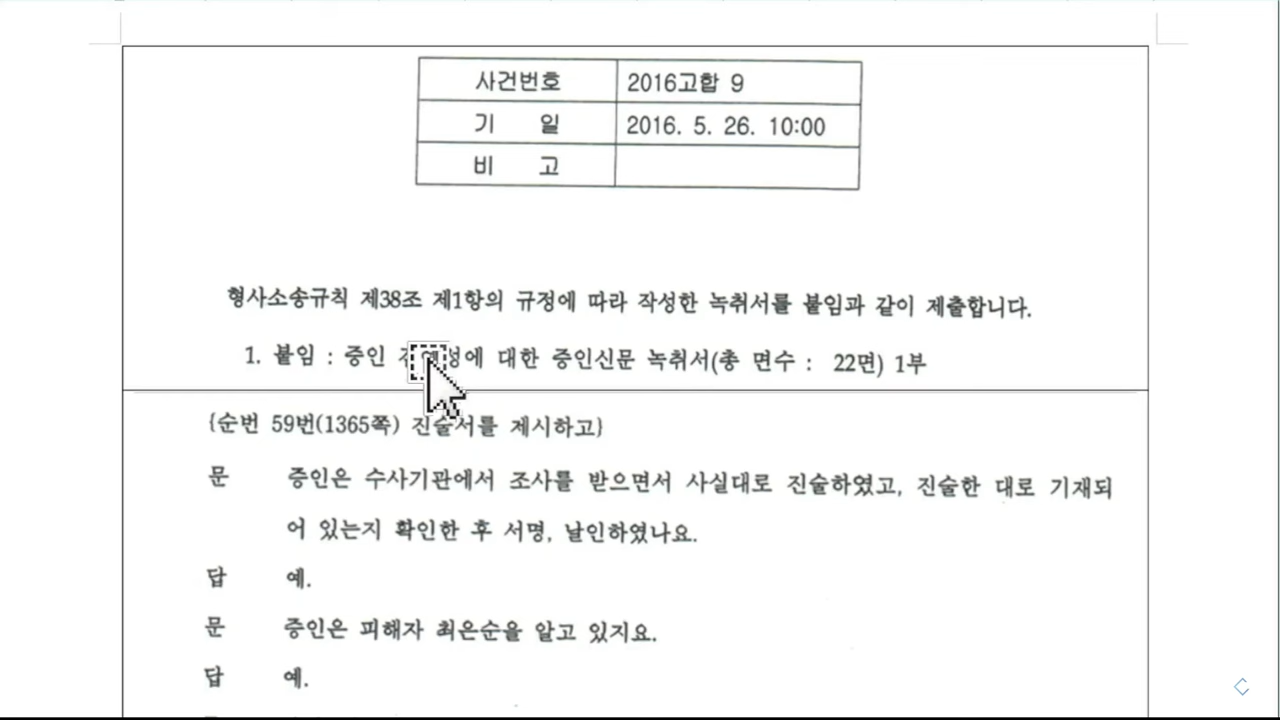 사건번호 2016고합 9
기 일 2016. 5. 26. 10:00
비 고
형사소송규칙 제38조 제1항의 규정에 따라 작성한 녹취서를 붙임과 같이 제출합니다.
1. 붙임 : 증인 대한 증인신문 녹취서(총 면수 : 22면) 1부
{순번 59번(1365쪽) 진술서를 제시하고}
문 증인은 수사기관에서 조사를 받으면서 사실대로 진술하였고, 진술한 대로 기재되
어 있는지 확인한 후 서명, 날인하였나요.
답 예.
문 증인은 피해자 최은순을 알고 있지요.
답 예.